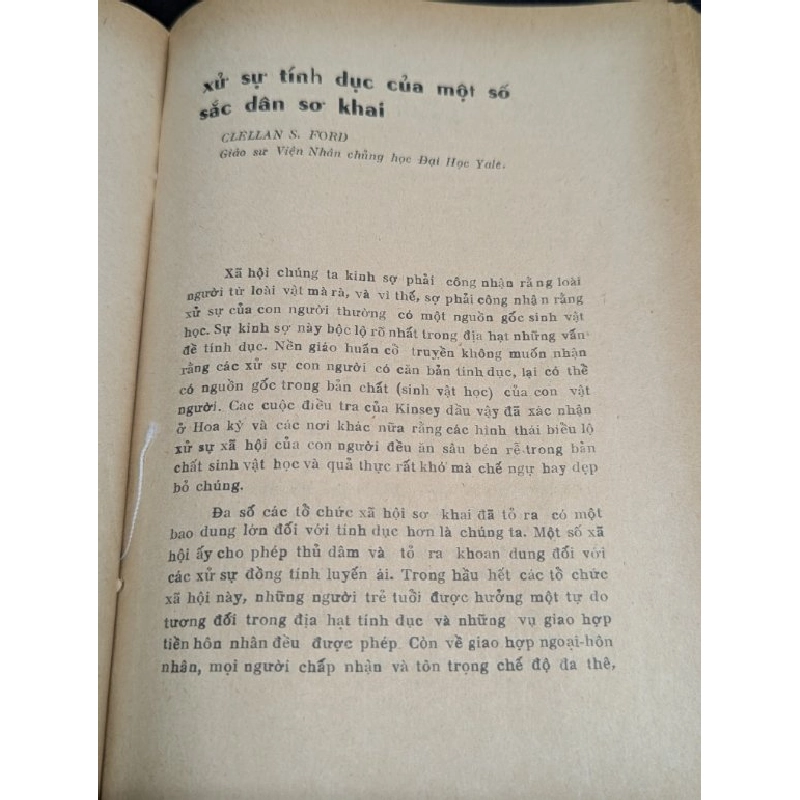 xử sự tính dục của một số
sắc dân sơ khai
CLELLAN S. FORD
Giáo sư Viện Nhân chủng học Đại Học Yale.
Xã hội chúng ta kinh sợ phải công nhận rằng loài
người từ loài vật mà rà, và vì thế, sợ phải công nhận rằng
xử sự của con người thường có một nguồn gốc sinh vật
học. Sự kinh sợ này bộc lộ rõ nhất trong địa hạt những vấn
đề tính dục. Nền giáo huấn cổ truyền không muốn nhận
rằng các xử sự con người có căn bản tính dục, lại có thể
có nguồn gốc trong bản chất (sinh vật học) của con vật
người. Các cuộc điều tra của Kinsey dầu vậy đã xác nhận
ở Hoa kỳ và các nơi khác nữa rằng các hình thái biểu lộ
xử sự xã hội của con người đều ăn sâu bén rễ trong bản
chất sinh vật học và quả thực rất khó mà chế ngự hay dẹp
bỏ chúng.
Đa số các tổ chức xã hội sơ khai đã tỏ ra có một
bao dung lớn đối với tính dục hơn là chúng ta. Một số xã
hội ấy cho phép thủ dâm và tỏ ra khoan dung đối với
các xử sự đồng tính luyến ái. Trong hầu hết các tổ chức
xã hội này, những người trẻ tuổi được hưởng một tự do
tương đối trong địa hạt tính dục và những vụ giao hợp
tiền hôn nhân đều được phép. Còn về giao hợp ngoại-hôn
nhân, mọi người chấp nhận và tôn trọng chế độ đa thê.